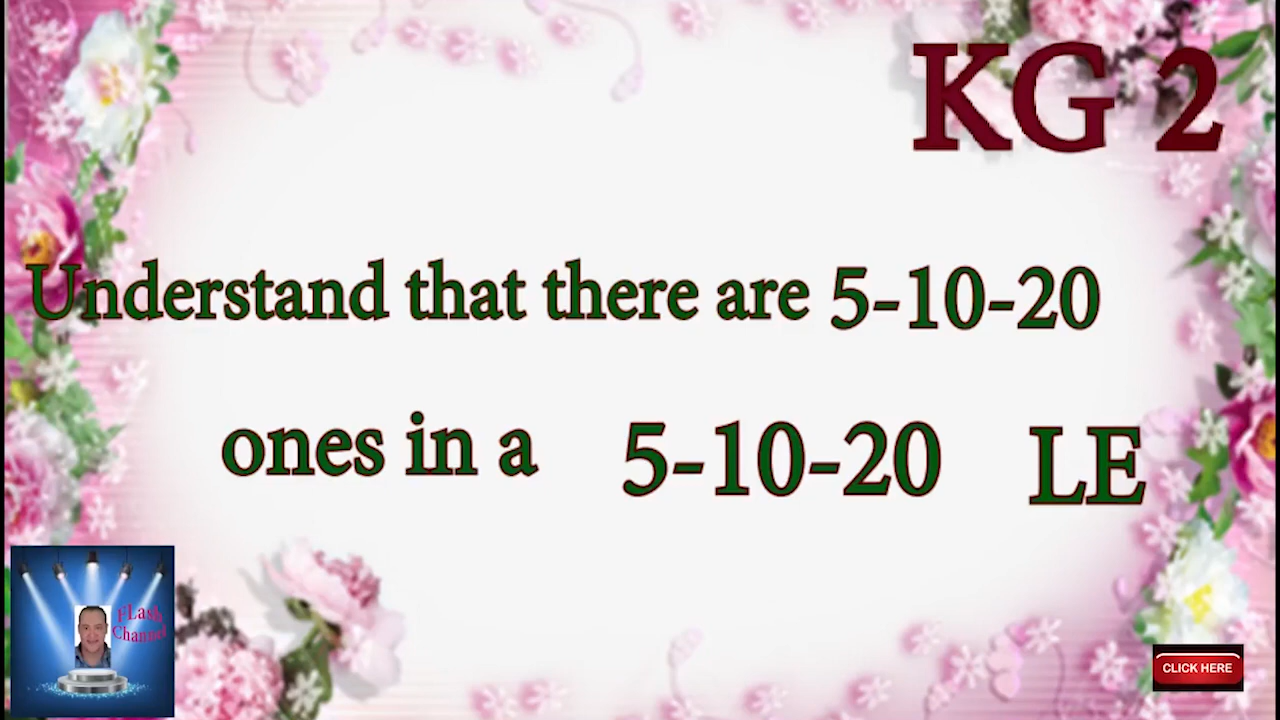 KG 2
Understand that there are 5-10-20
ones in a 5-10-20 LE
FLash
Channel
CLICK HERE